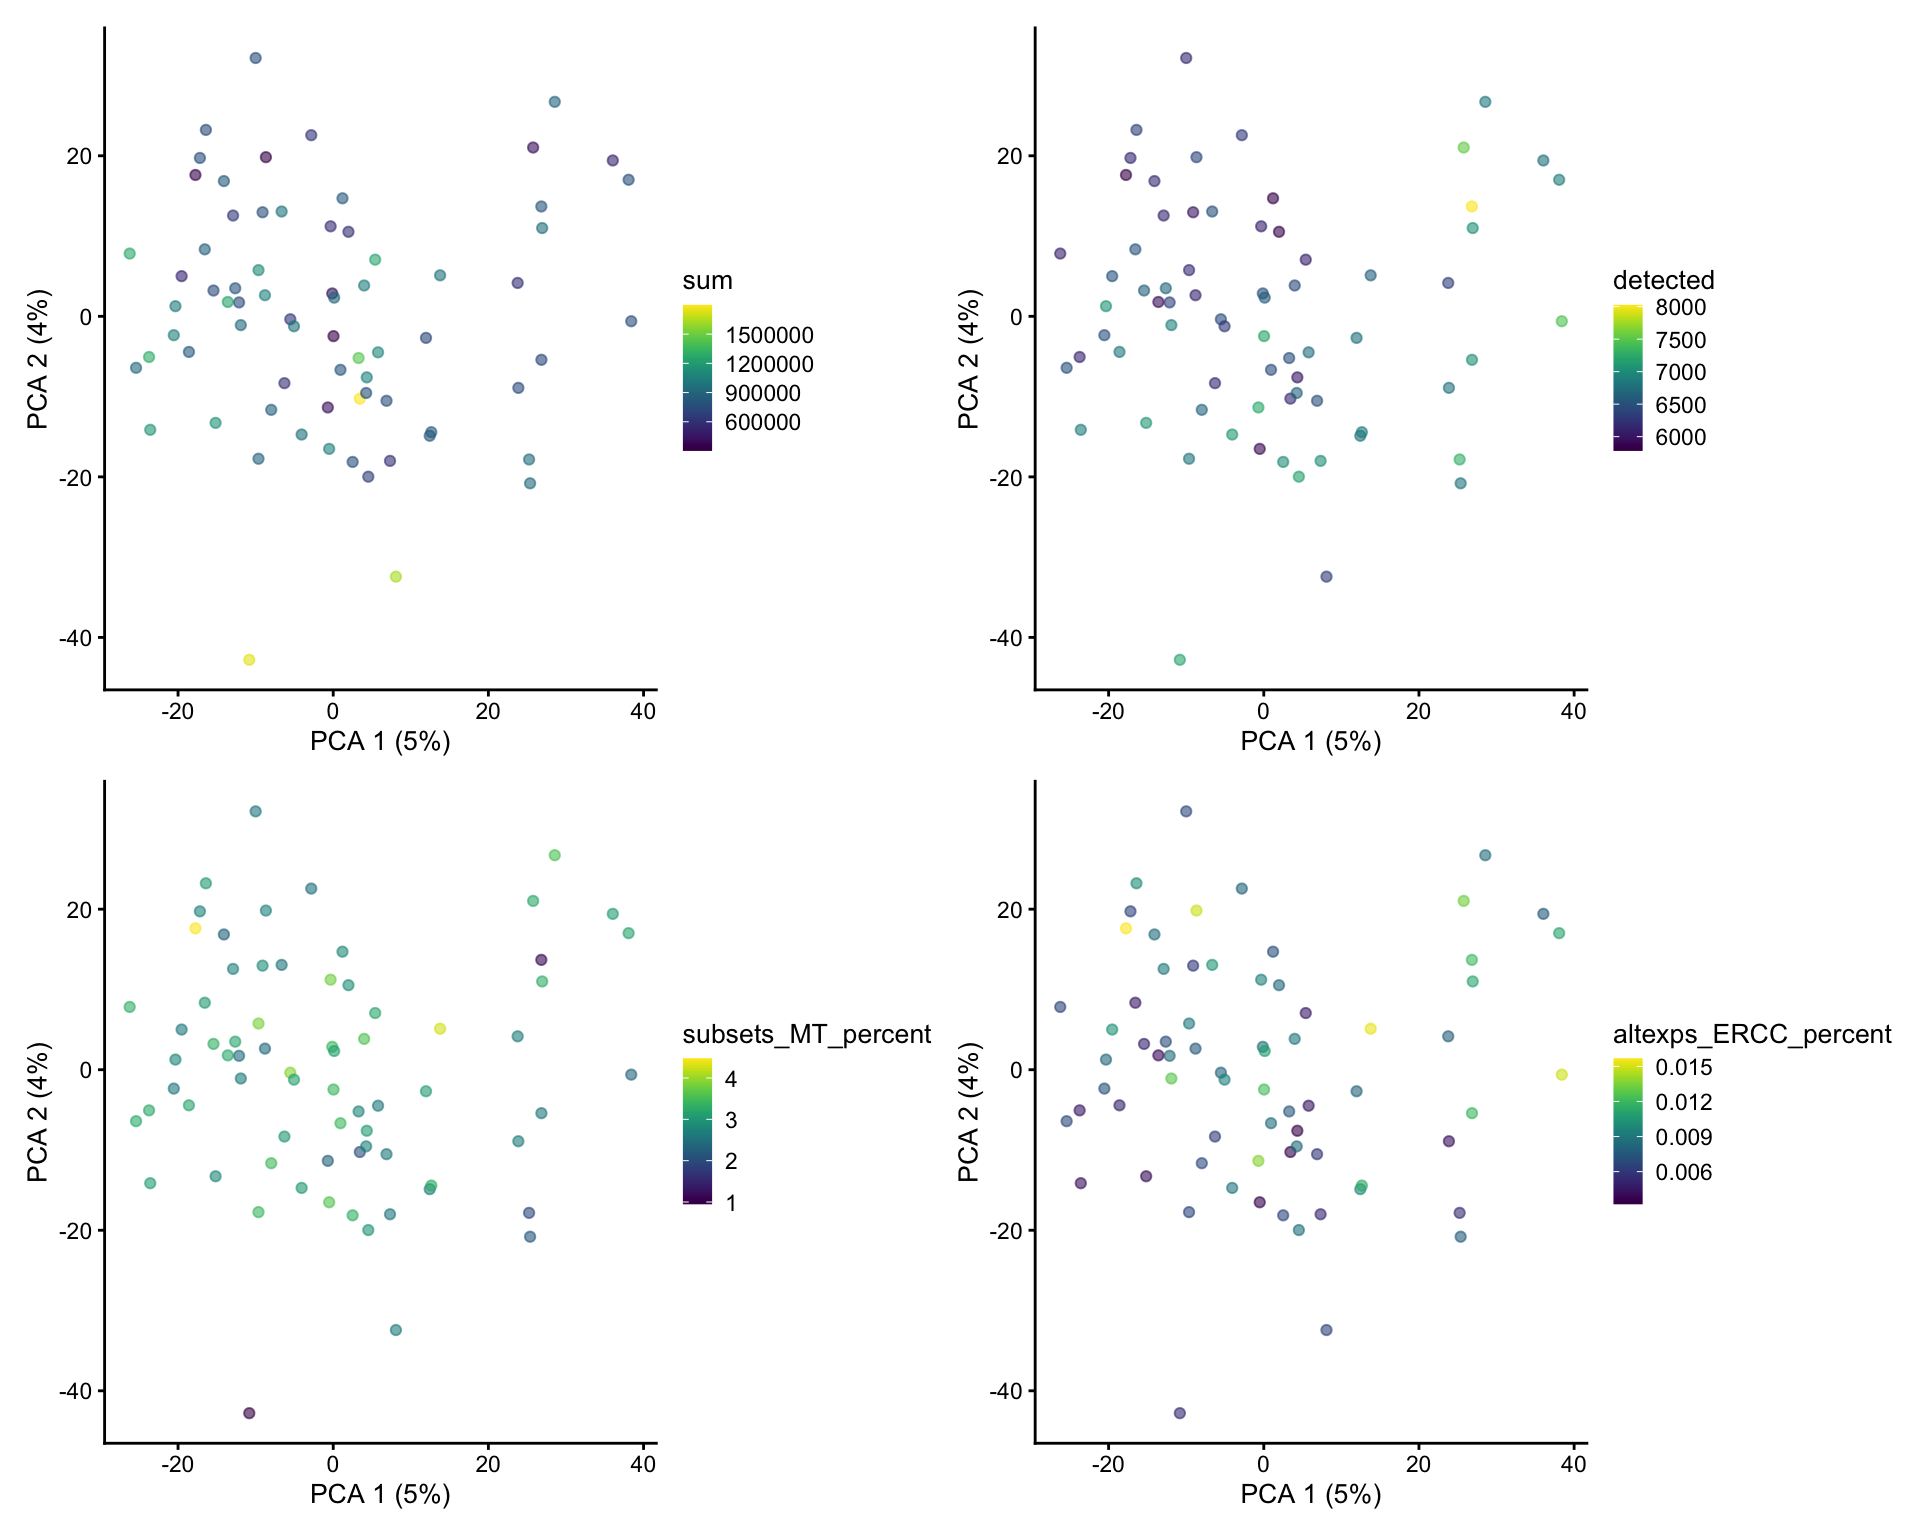 20
0
-20
-40
PCA 2 (4%)
-20 0 20 40
PCA 1 (5%)
sum
1500000
1200000
900000
600000
20
0
-20
-40
PCA 2 (4%)
-20 0 20 40
PCA 1 (5%)
detected
8000
7500
7000
6500
6000
20
0
-20
-40
PCA 2 (4%)
-20 0 20 40
PCA 1 (5%)
subsets_MT_percent
4
3
2
1
20
0
-20
-40
PCA 2 (4%)
-20 0 20 40
PCA 1 (5%)
altexps_ERCC_percent
0.015
0.012
0.009
0.006